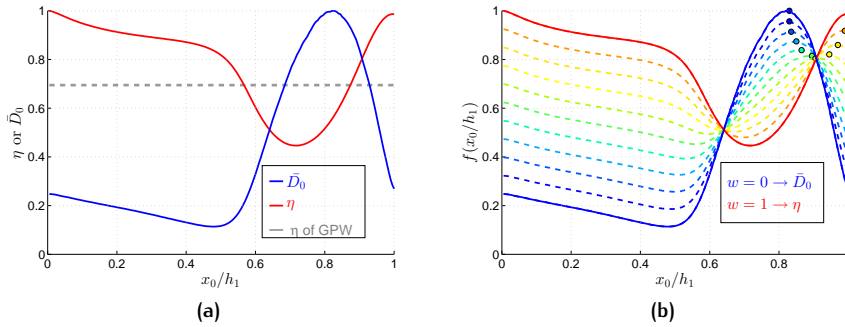 η or D̄₀
1
0.8
0.6
0.4
0.2
0
0
0.2
0.4
0.6
0.8
1
x₀/h₁
D̄₀
η
η of GPW
(a)
f(x₀/h₁)
1
0.8
0.6
0.4
0.2
0
0
0.2
0.4
0.6
0.8
x₀/h₁
w = 0 → D̄₀
w = 1 → η
(b)